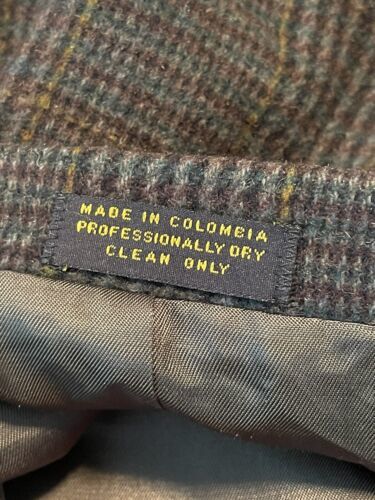 MADE IN COLOMBIA
PROFESSIONALLY DRY
CLEAN ONLY